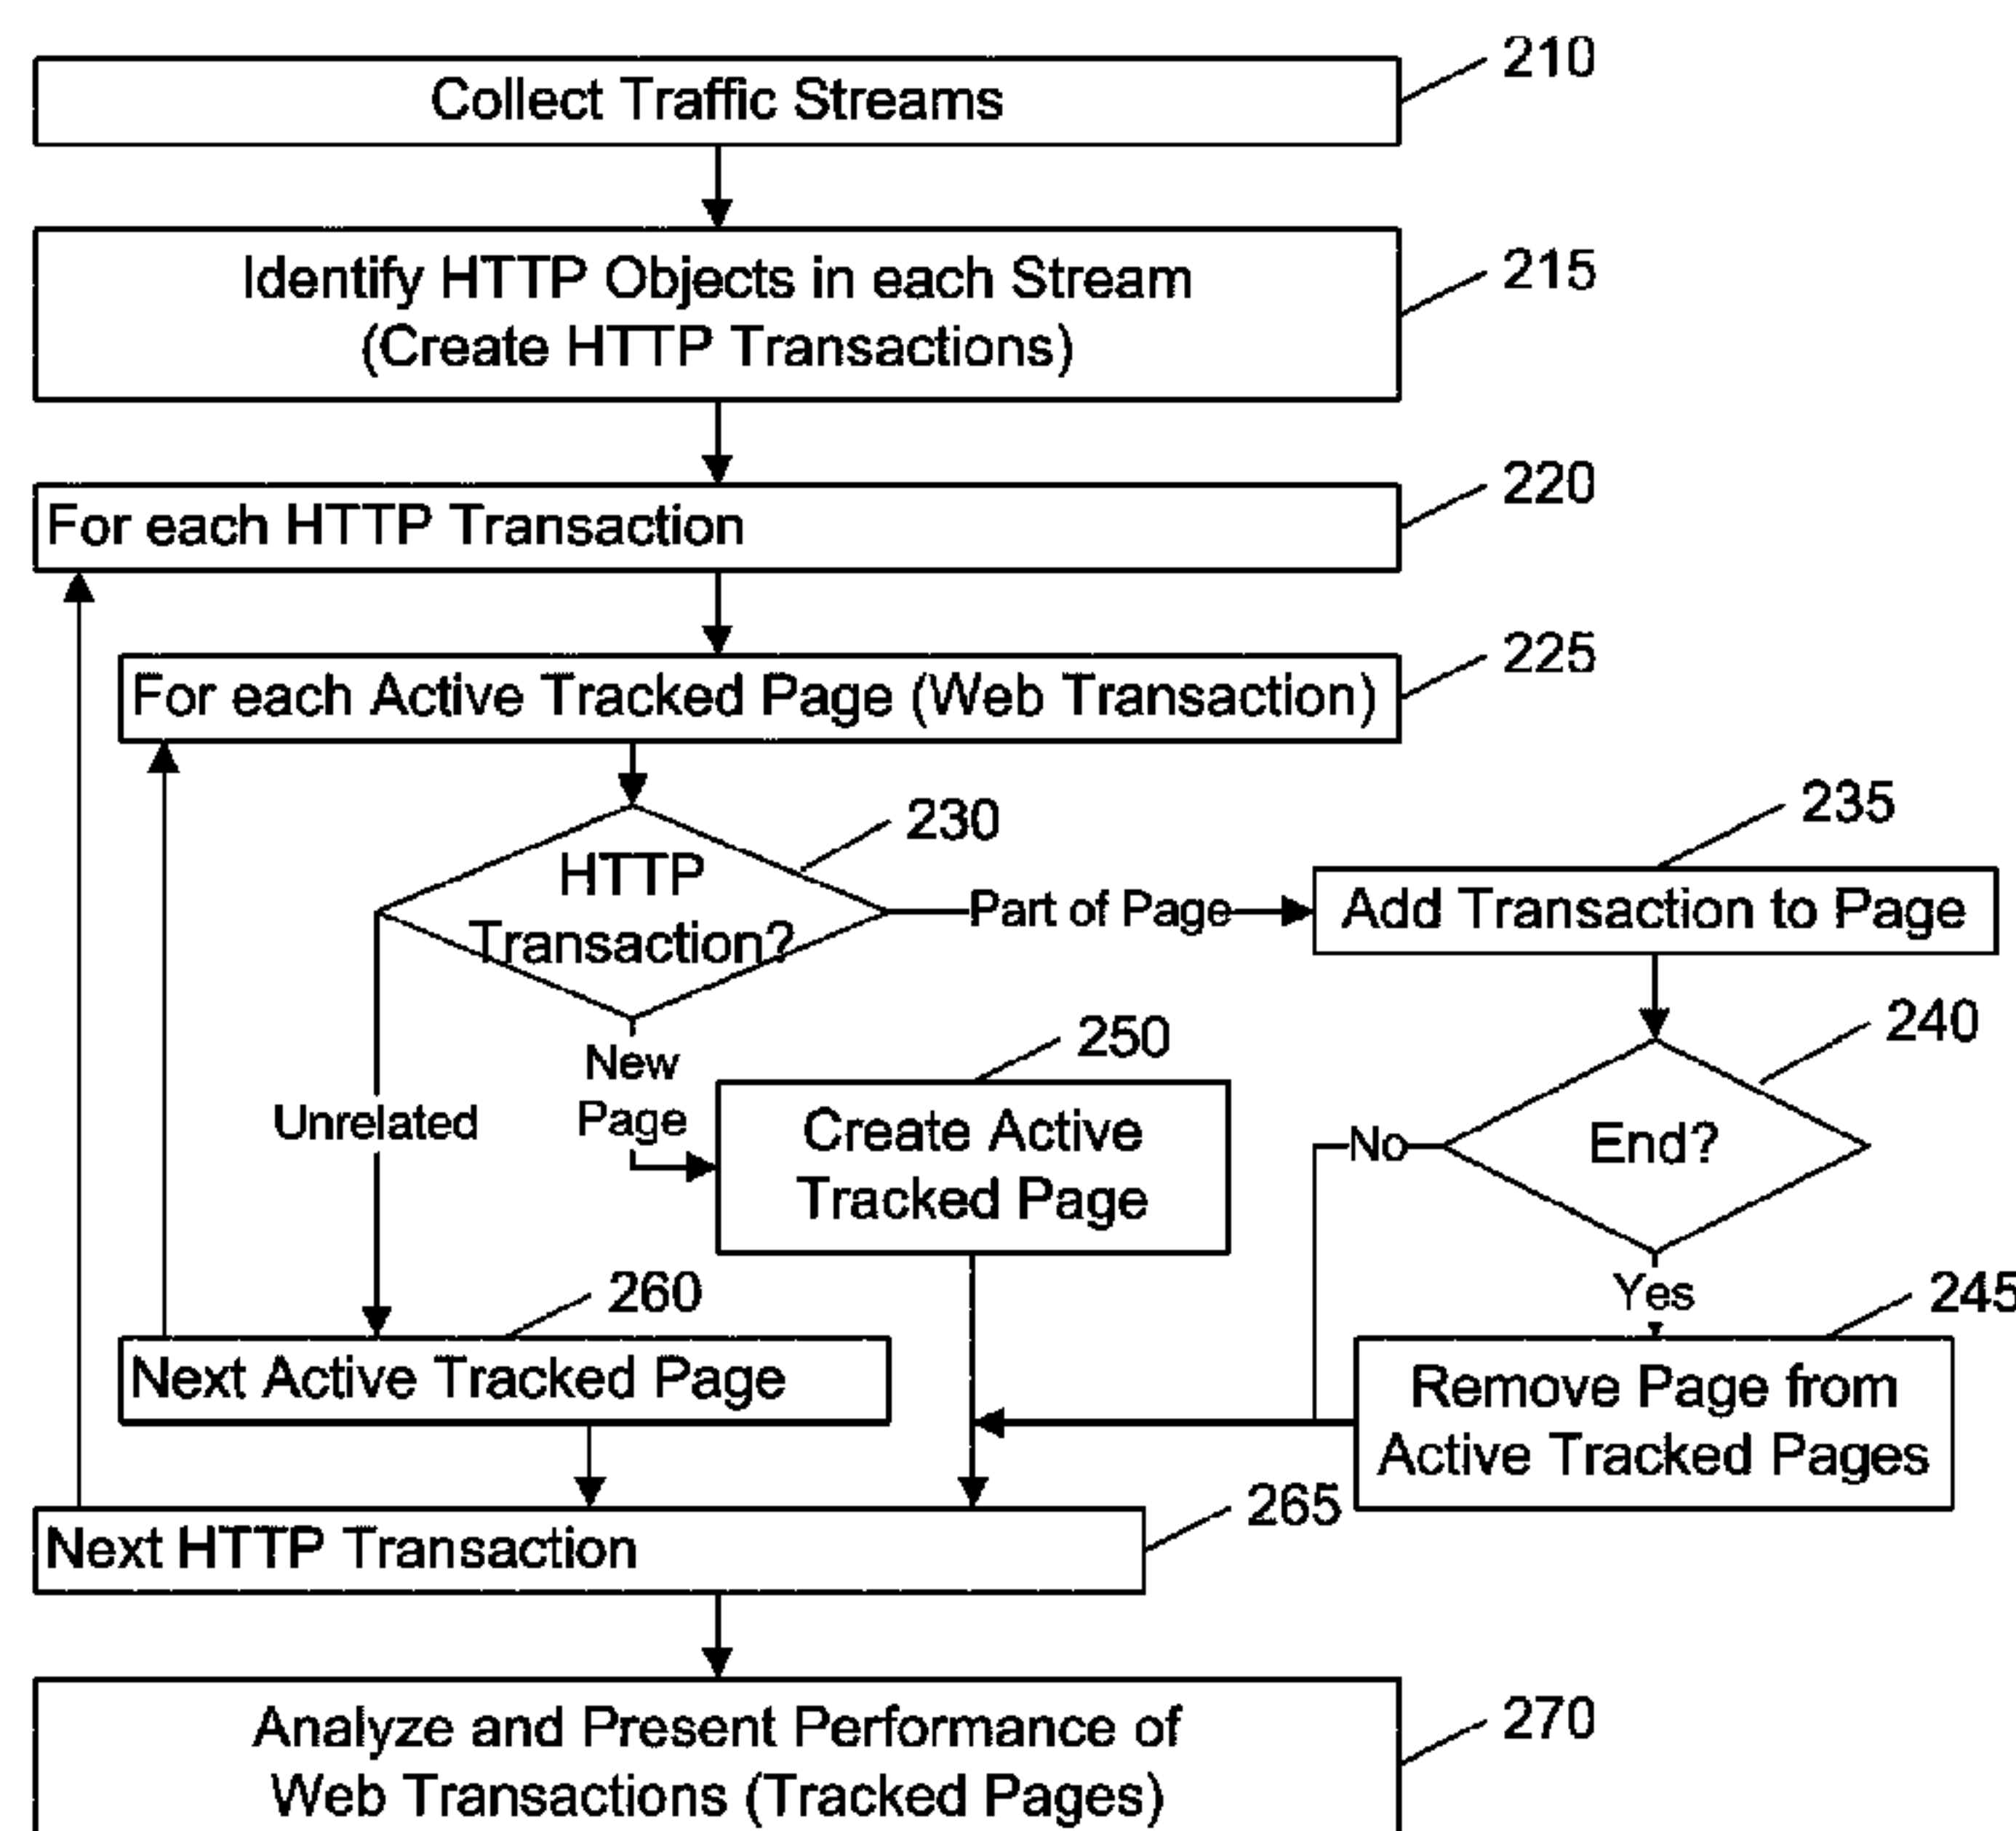 Collect Traffic Streams
210
Identify HTTP Objects in each Stream
(Create HTTP Transactions)
215
For each HTTP Transaction
220
For each Active Tracked Page (Web Transaction)
225
HTTP
Transaction?
230
Part of Page
Add Transaction to Page
235
End?
240
No
Yes
Unrelated
New
Page
Create Active
Tracked Page
250
Remove Page from
Active Tracked Pages
245
Next Active Tracked Page
260
Next HTTP Transaction
265
Analyze and Present Performance of
Web Transactions (Tracked Pages)
270